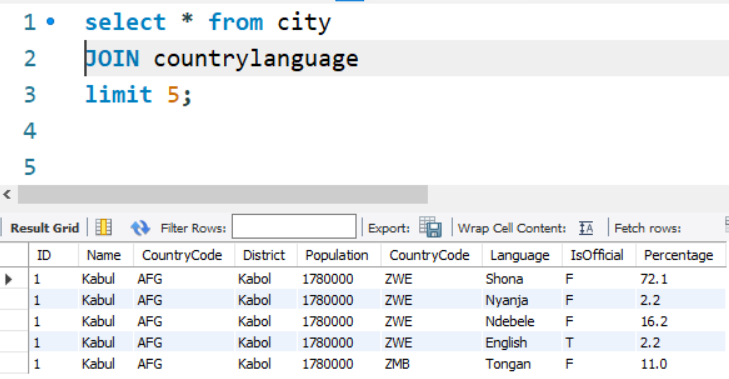 1 select * from city
2 JOIN countrylanguage
3 limit 5;
4
5
Result Grid Filter Rows: Export: Wrap Cell Content: IA Fetch rows:
ID Name CountryCode District Population CountryCode Language IsOfficial Percentage
1 Kabul AFG Kabol 1780000 ZWE Shona F 72.1
1 Kabul AFG Kabol 1780000 ZWE Nyanja F 2.2
1 Kabul AFG Kabol 1780000 ZWE Ndebele F 16.2
1 Kabul AFG Kabol 1780000 ZWE English T 2.2
1 Kabul AFG Kabol 1780000 ZMB Tongan F 11.0